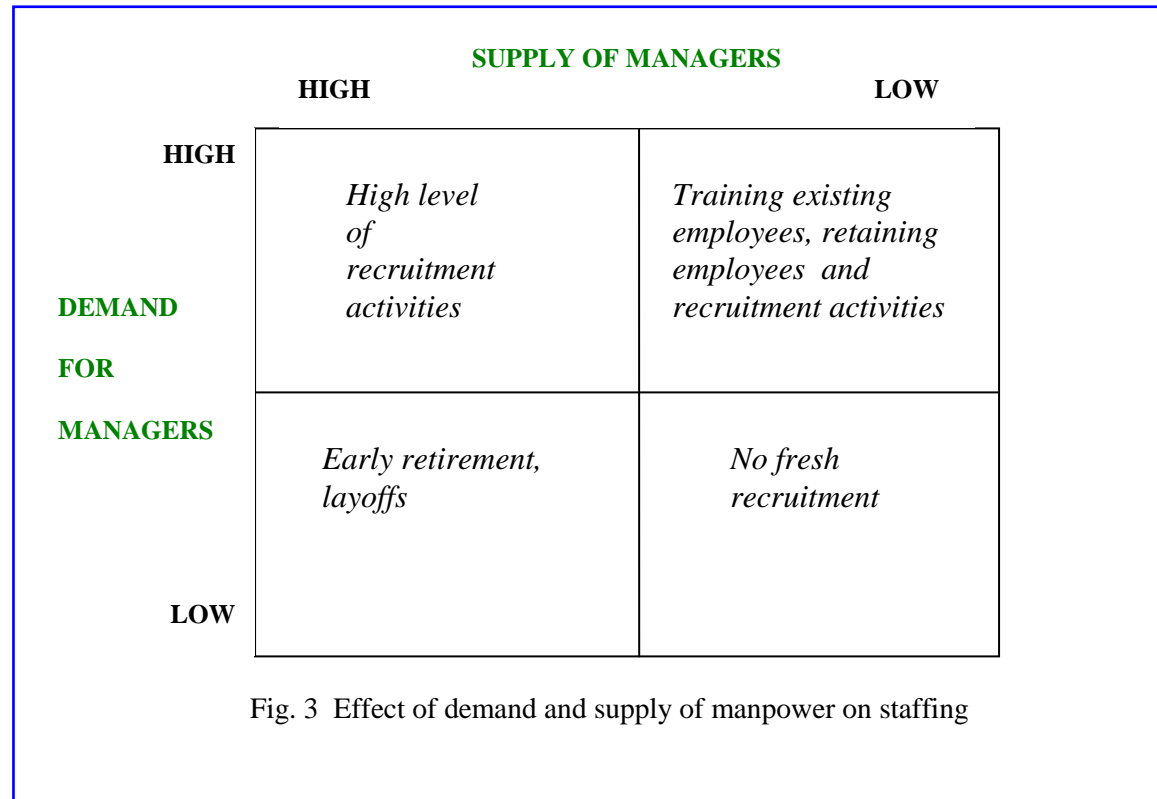 SUPPLY OF MANAGERS
HIGH LOW
HIGH
High level
of
recruitment
activities
Training existing
employees, retaining
employees and
recruitment activities
DEMAND
FOR
MANAGERS
Early retirement,
layoffs
No fresh
recruitment
LOW
Fig. 3 Effect of demand and supply of manpower on staffing